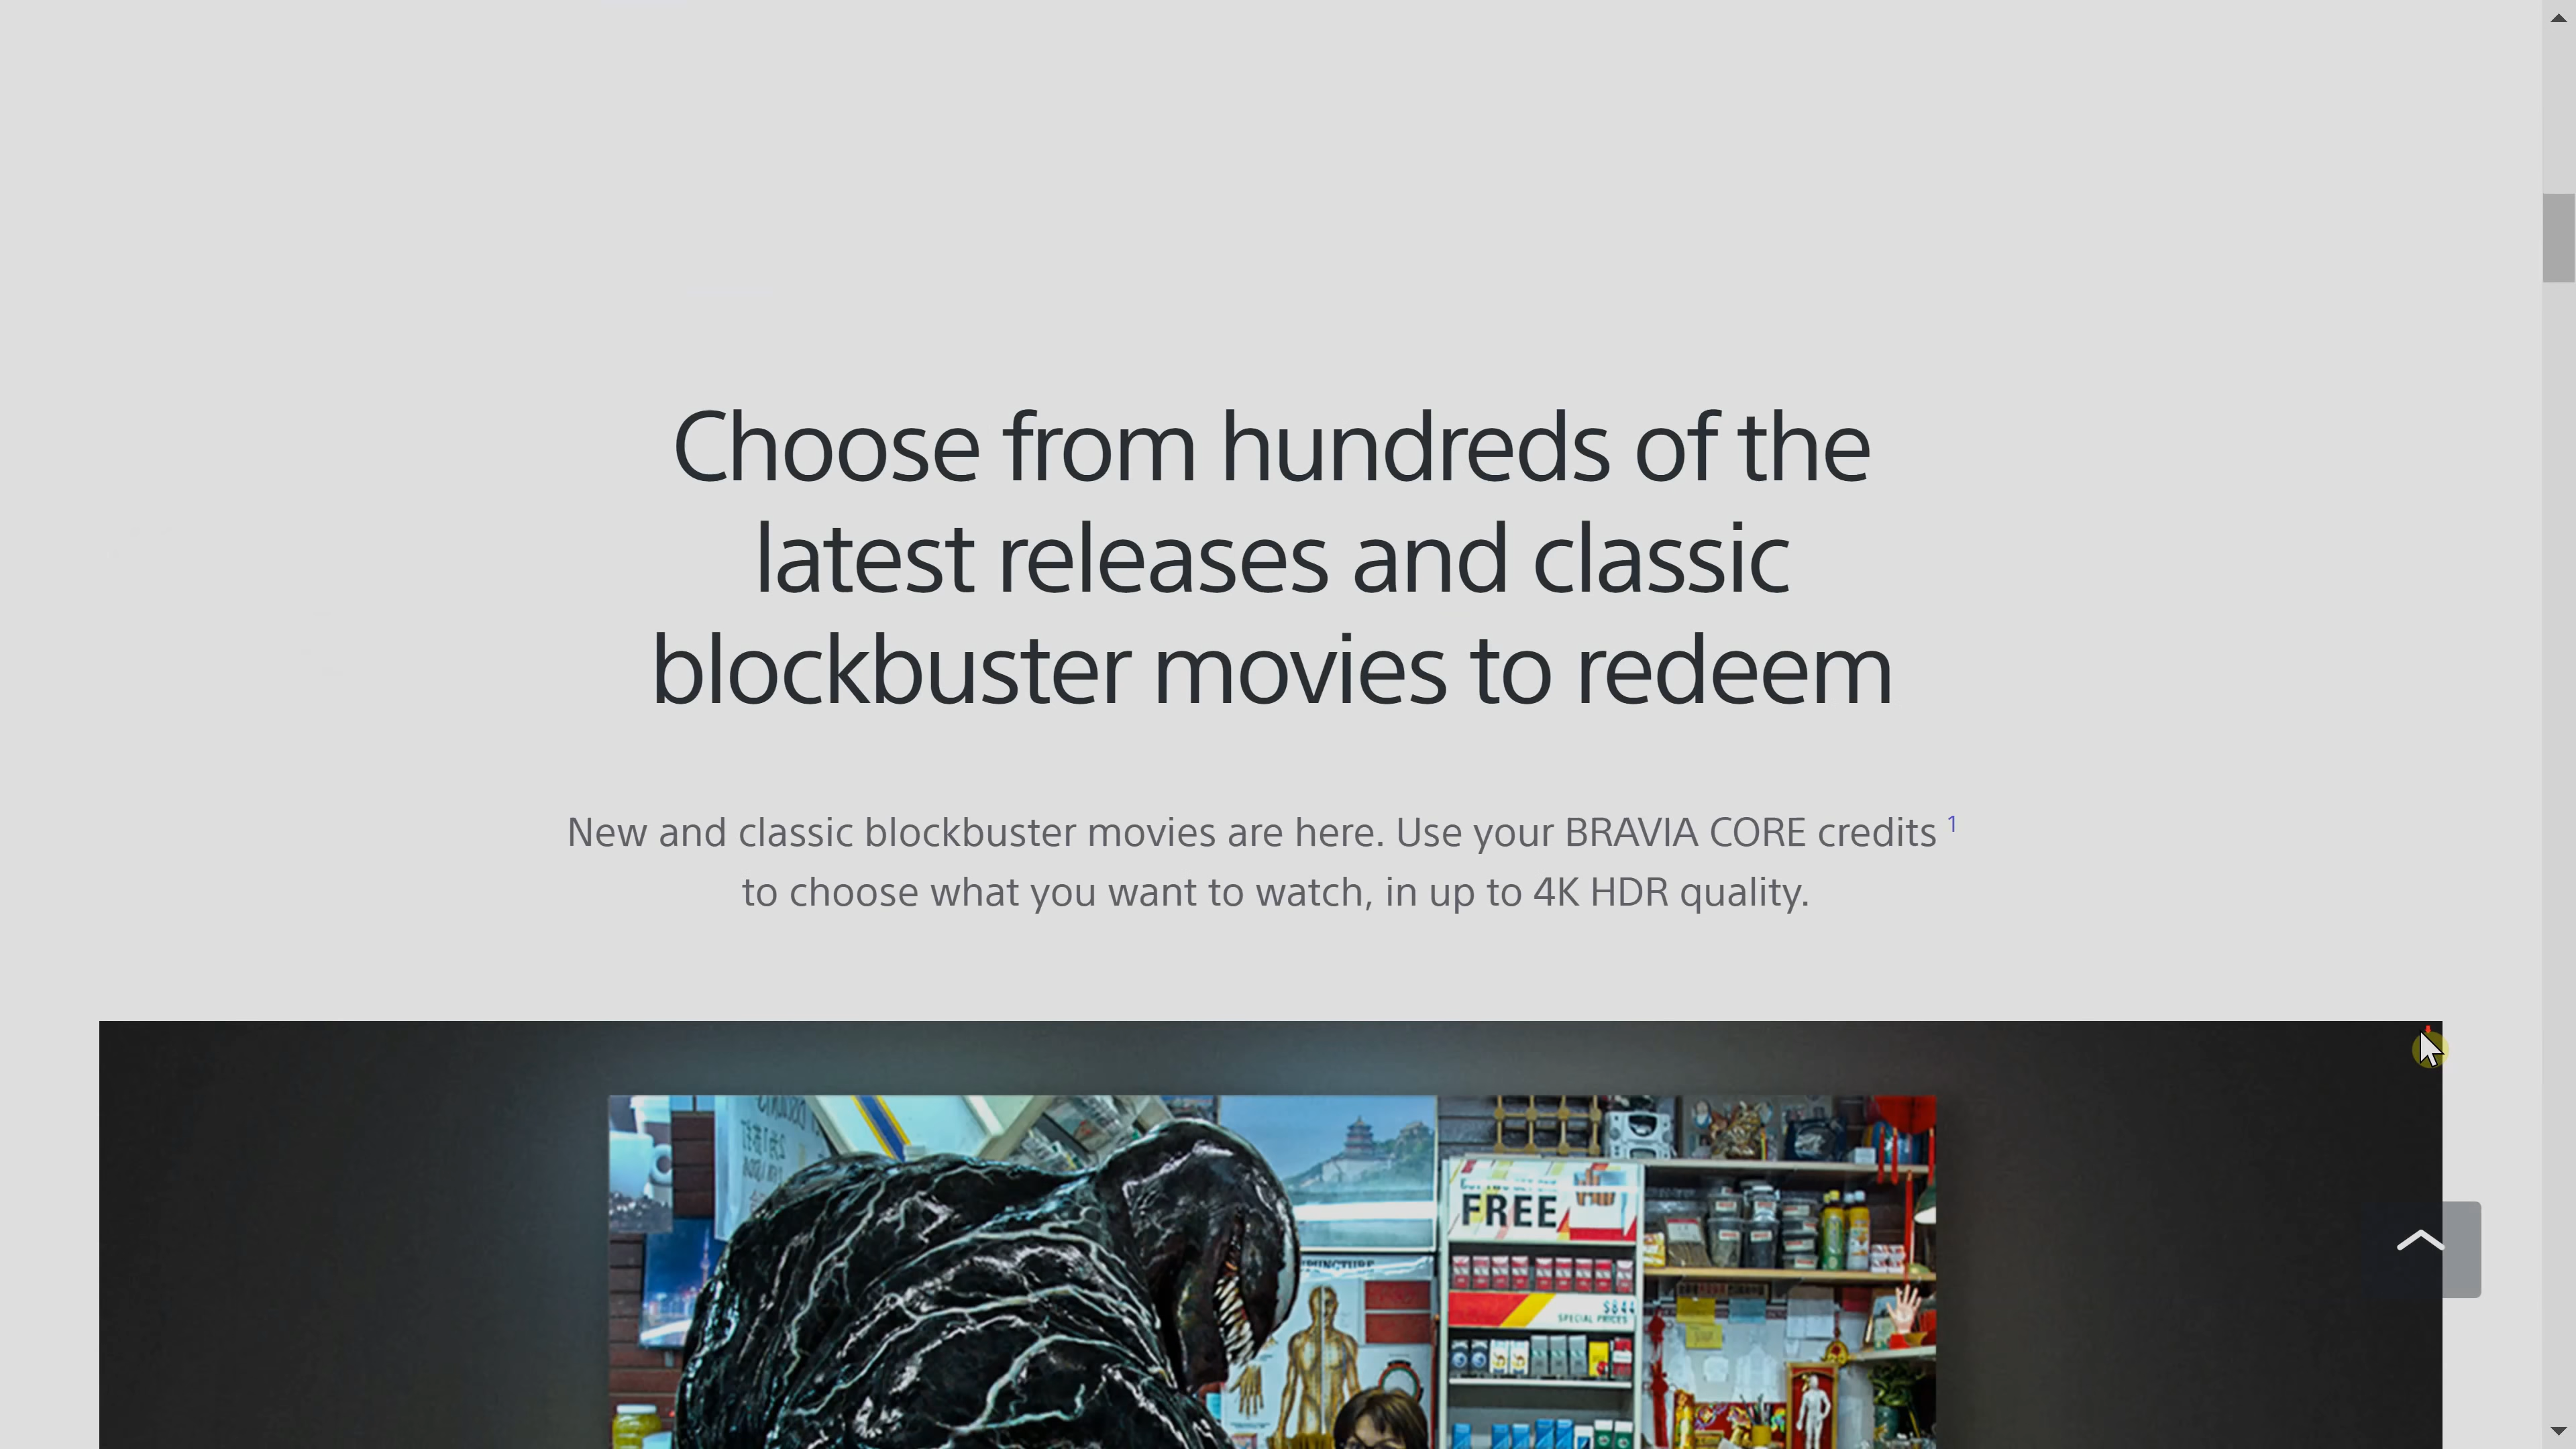 Choose from hundreds of the
latest releases and classic
blockbuster movies to redeem
New and classic blockbuster movies are here. Use your BRAVIA CORE credits 1
to choose what you want to watch, in up to 4K HDR quality.
FREE
SPECIAL PRICES